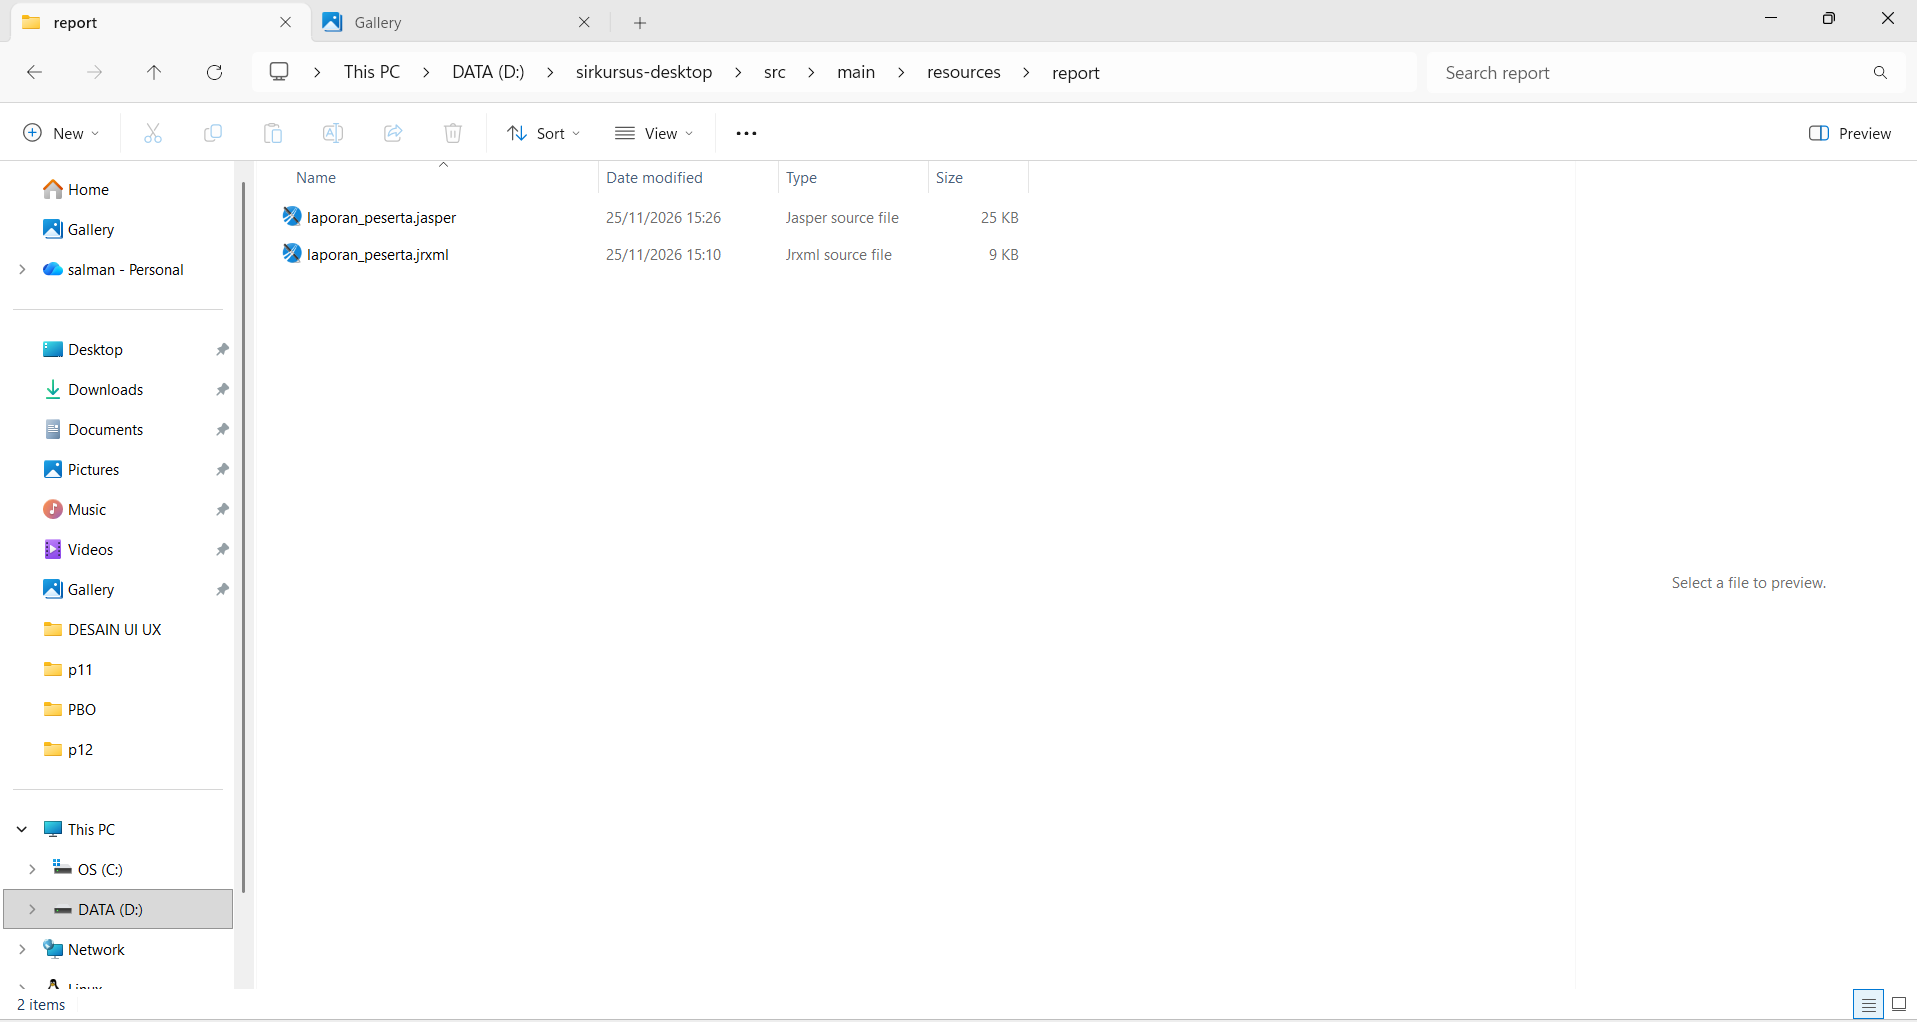 report
Gallery
This PC
DATA (D:)
sirkursus-desktop
src
main
resources
report
Search report
New
Sort
View
Preview
Home
Gallery
salman - Personal
Desktop
Downloads
Documents
Pictures
Music
Videos
Gallery
DESAIN UI UX
p11
PBO
p12
This PC
OS (C:)
DATA (D:)
Network
Linux
Name Date modified Type Size
laporan_peserta.jasper 25/11/2026 15:26 Jasper source file 25 KB
laporan_peserta.jrxml 25/11/2026 15:10 Jrxml source file 9 KB
Select a file to preview.
2 items